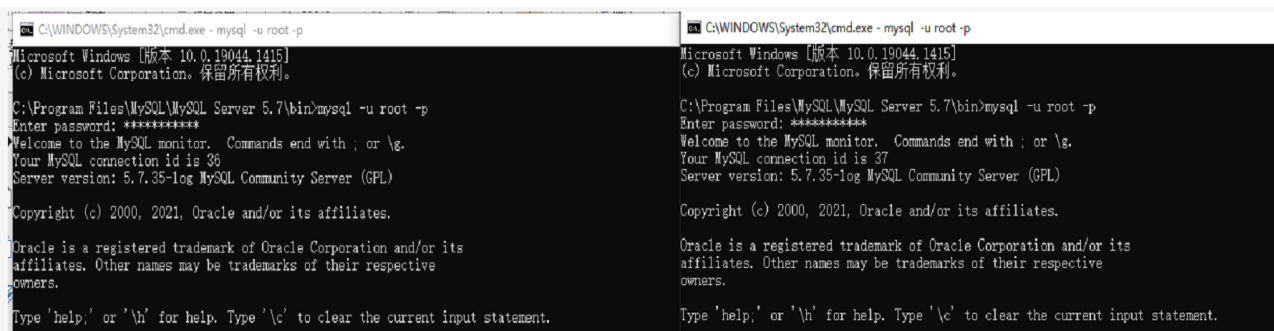 C:\WINDOWS\System32\cmd.exe - mysql -u root -p
Microsoft Windows [版本 10.0.19044.1415]
(c) Microsoft Corporation。保留所有权利。
C:\Program Files\MySQL\MySQL Server 5.7\bin>mysql -u root -p
Enter password: ***********
Welcome to the MySQL monitor.  Commands end with ; or \g.
Your MySQL connection id is 36
Server version: 5.7.35-log MySQL Community Server (GPL)
Copyright (c) 2000, 2021, Oracle and/or its affiliates.
Oracle is a registered trademark of Oracle Corporation and/or its
affiliates. Other names may be trademarks of their respective
owners.
Type 'help;' or '\h' for help. Type '\c' to clear the current input statement.
C:\WINDOWS\System32\cmd.exe - mysql -u root -p
Microsoft Windows [版本 10.0.19044.1415]
(c) Microsoft Corporation。保留所有权利。
C:\Program Files\MySQL\MySQL Server 5.7\bin>mysql -u root -p
Enter password: ***********
Welcome to the MySQL monitor.  Commands end with ; or \g.
Your MySQL connection id is 37
Server version: 5.7.35-log MySQL Community Server (GPL)
Copyright (c) 2000, 2021, Oracle and/or its affiliates.
Oracle is a registered trademark of Oracle Corporation and/or its
affiliates. Other names may be trademarks of their respective
owners.
Type 'help;' or '\h' for help. Type '\c' to clear the current input statement.